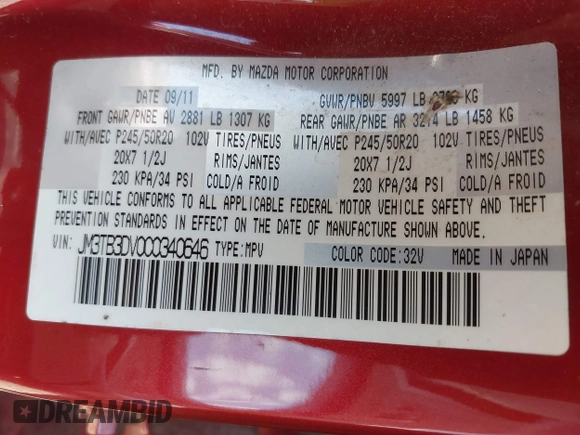 MFD. BY MAZDA MOTOR CORPORATION
DATE 09/11 GVWR/PNBV 5997 LB KG
FRONT GAWR/PNBE AV 2881 LB 1307 KG REAR GAWR/PNBE AR LB 1458 KG
WITH/AVEC P245/50R20 102V TIRES/PNEUS WITH/AVEC P245/50R20 102V TIRES/PNEUS
20X7 1/2J RIMS/JANTES 20X7 1/2J RIMS/JANTES
230 KPA/34 PSI COLD/A FROID 230 KPA/34 PSI COLD/A FROID
THIS VEHICLE CONFORMS TO ALL APPLICABLE FEDERAL MOTOR VEHICLE SAFETY AND THEFT
PREVENTION STANDARDS IN EFFECT ON THE DATE OF MANUFACTURE SHOWN ABOVE.
VIN: JM3TB3DV0C0340646 TYPE:MPV COLOR CODE:32V MADE IN JAPAN
DREAMBID